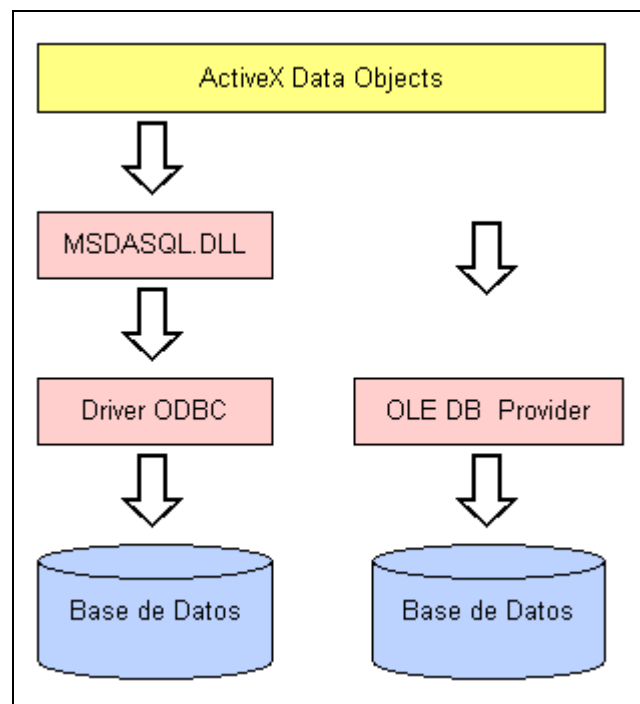 ActiveX Data Objects
MSDASQL.DLL
Driver ODBC
OLE DB Provider
Base de Datos
Base de Datos